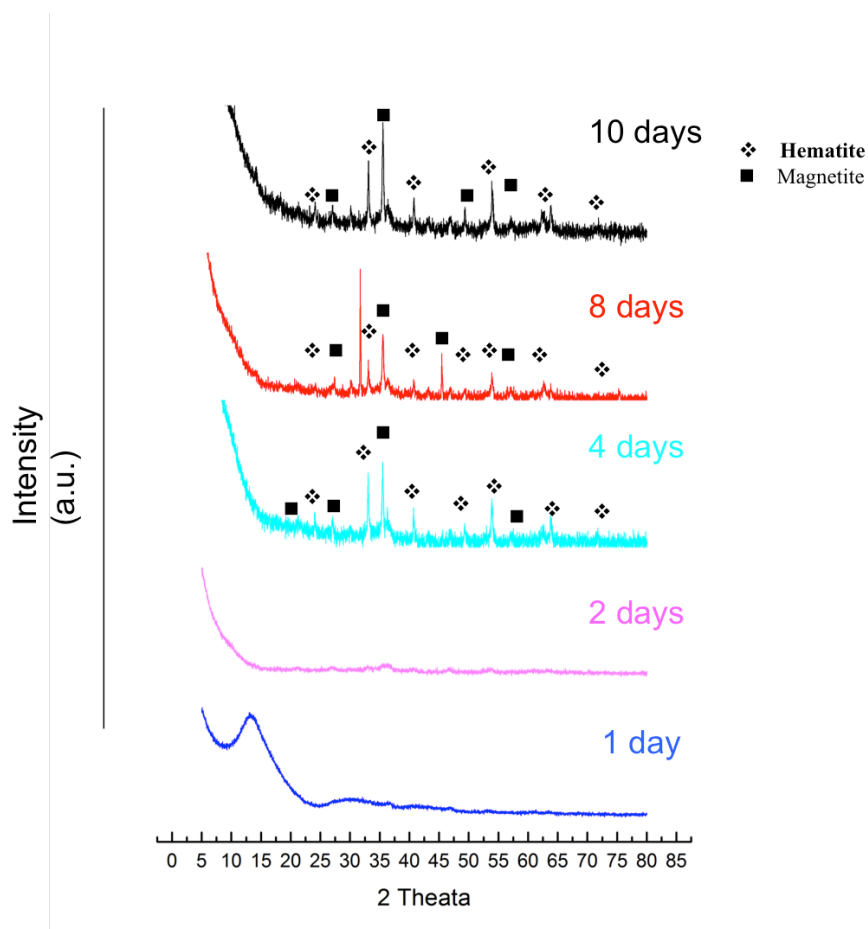 10 days
Hematite
Magnetite
8 days
4 days
2 days
1 day
Intensity
(a.u.)
0 5 10 15 20 25 30 35 40 45 50 55 60 65 70 75 80 85
2 Theata